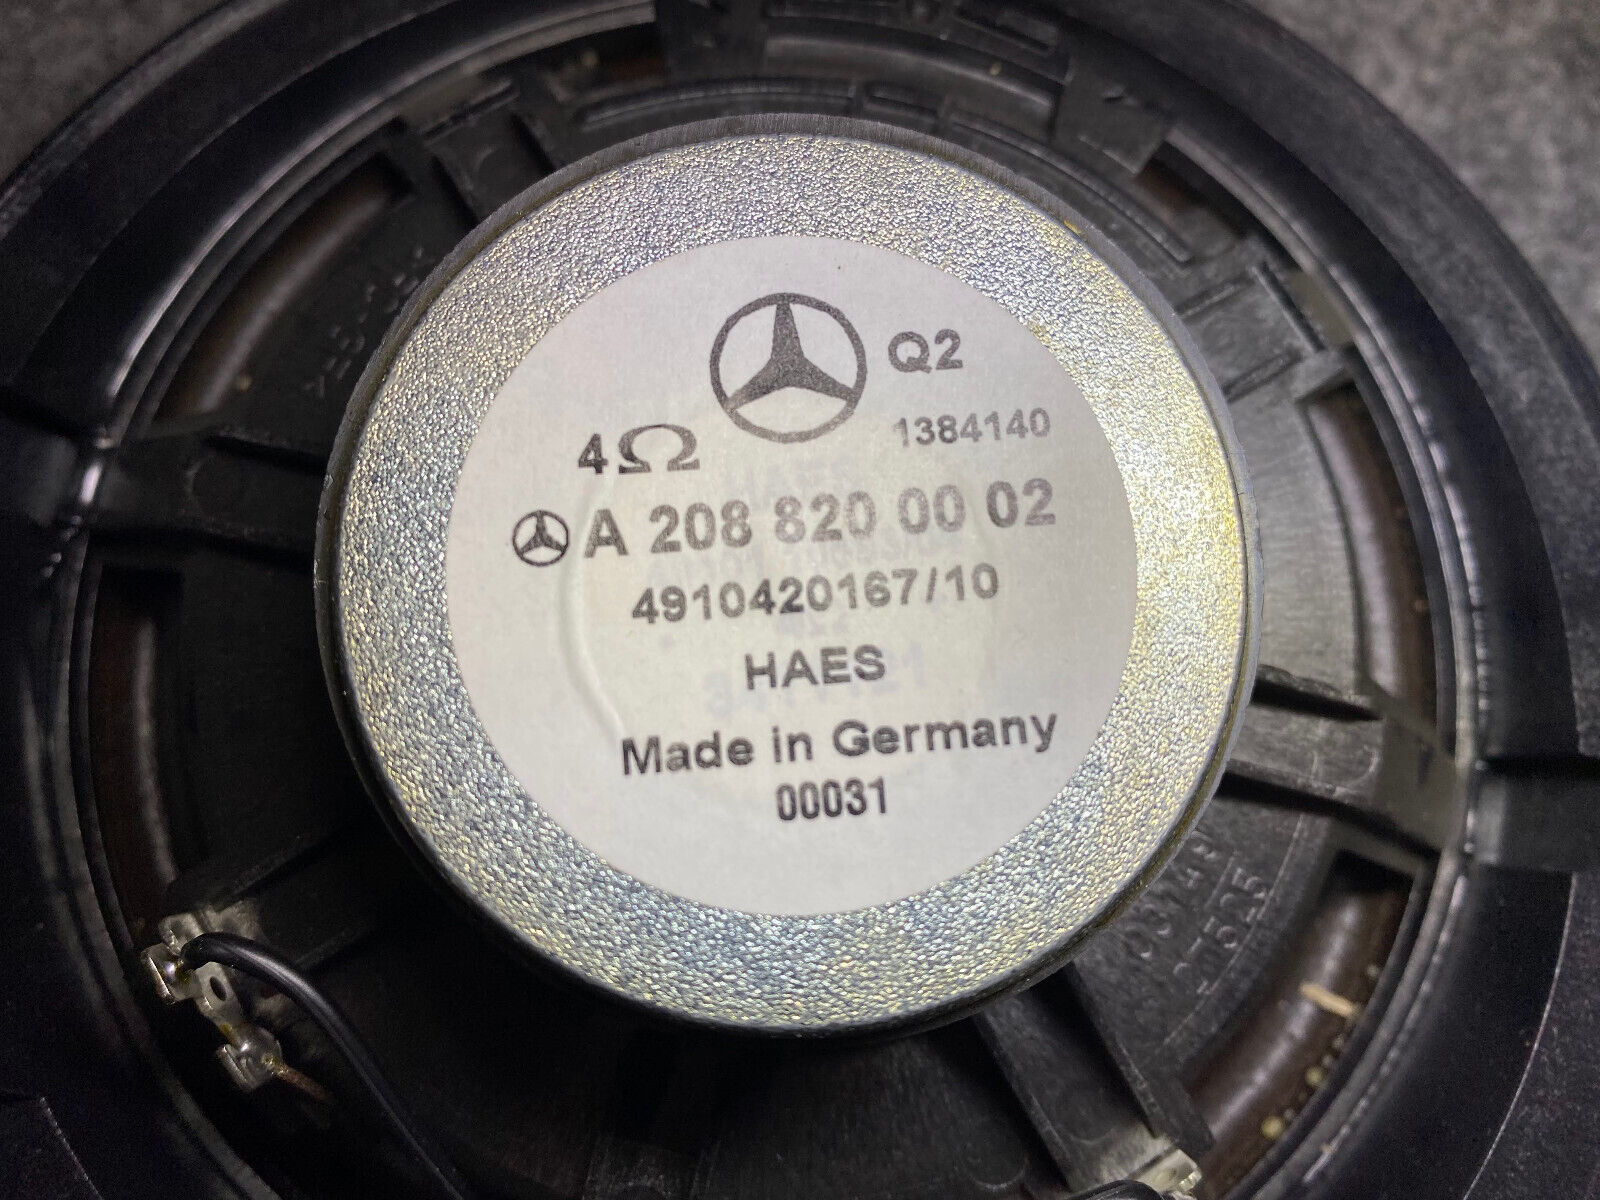 Q2
4Ω
1384140
A 208 820 00 02
4910420167/10
HAES
Made in Germany
00031